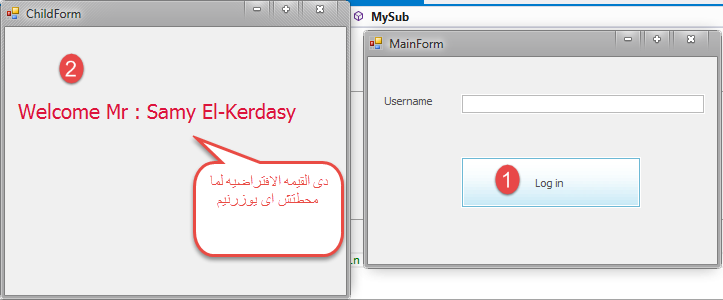 ChildForm
2
Welcome Mr : Samy El-Kerdasy
دى القيمه الافتراضيه لما
محطتش اى يوزرنيم
MySub
MainForm
Username
1
Log in